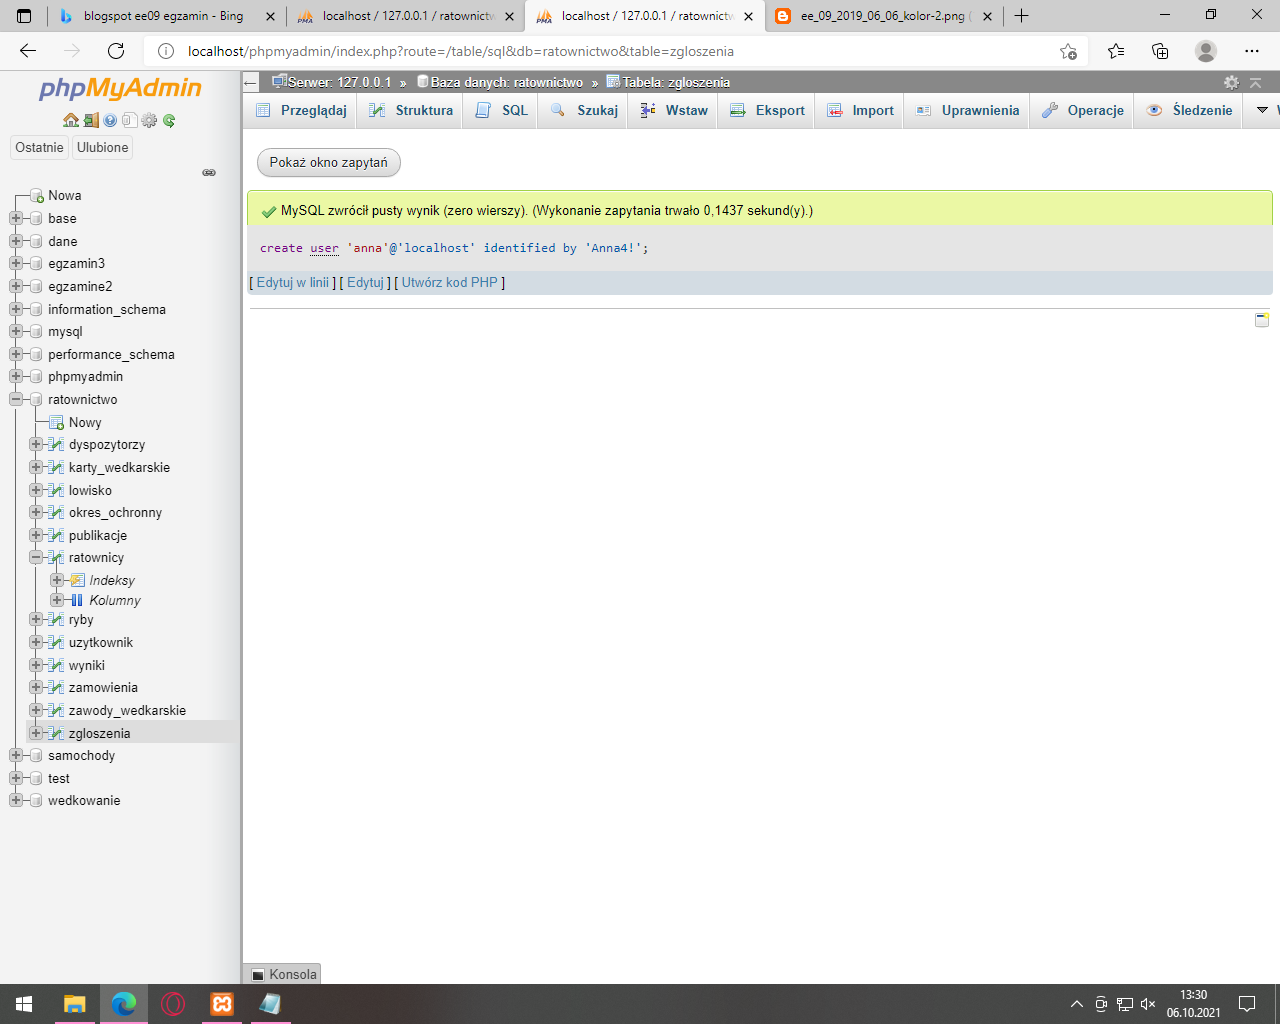 blogspot ee09 egzamin - Bing
localhost / 127.0.0.1 / ratownictw
localhost / 127.0.0.1 / ratownictw
ee_09_2019_06_06_kolor-2.png (
localhost/phpmyadmin/index.php?route=/table/sql&db=ratownictwo&table=zgloszenia
phpMyAdmin
Ostatnie
Ulubione
Nowa
base
dane
egzamin3
egzamine2
information_schema
mysql
performance_schema
phpmyadmin
ratownictwo
Nowy
dyspozytorzy
karty_wedkarskie
lowisko
okres_ochronny
publikacje
ratownicy
Indeksy
Kolumny
ryby
uzytkownik
wyniki
zamowienia
zawody_wedkarskie
zgloszenia
samochody
test
wedkowanie
Serwer: 127.0.0.1 » Baza danych: ratownictwo » Tabela: zgloszenia
Przeglądaj Struktura SQL Szukaj Wstaw Eksport Import Uprawnienia Operacje Śledzenie
Pokaż okno zapytań
MySQL zwrócił pusty wynik (zero wierszy). (Wykonanie zapytania trwało 0,1437 sekund(y).)
create user 'anna'@'localhost' identified by 'Anna4!';
[ Edytuj w linii ] [ Edytuj ] [ Utwórz kod PHP ]
Konsola
13:30
06.10.2021